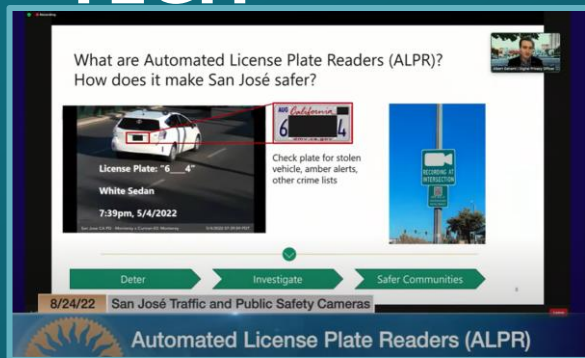 TECH
Recording
What are Automated License Plate Readers (ALPR)?
How does it make San José safer?
AUG California
6 4
License Plate: "6___4"
White Sedan
7:39pm, 5/4/2022
Check plate for stolen
vehicle, amber alerts,
other crime lists
RECORDING AT
INTERSECTION
Deter
Investigate
Safer Communities
8/24/22 San José Traffic and Public Safety Cameras
Automated License Plate Readers (ALPR)